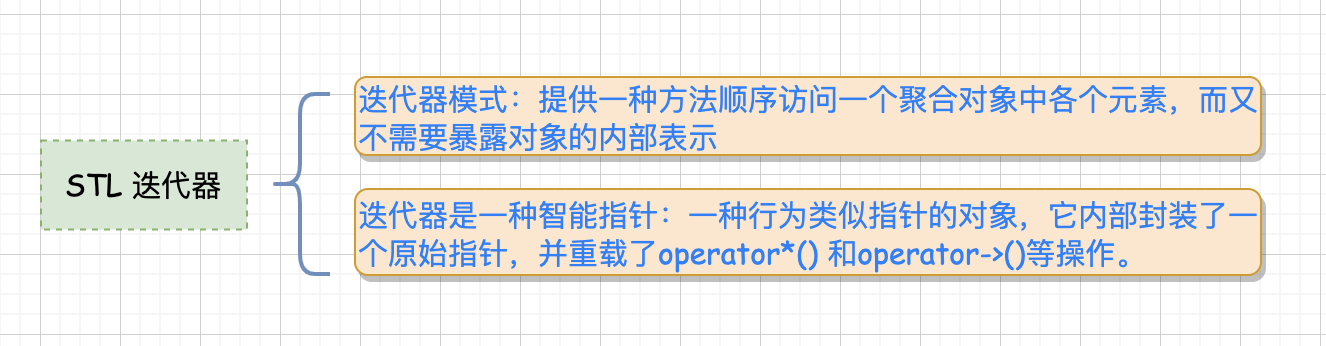 STL 迭代器
迭代器模式：提供一种方法顺序访问一个聚合对象中各个元素，而又
不需要暴露对象的内部表示
迭代器是一种智能指针：一种行为类似指针的对象，它内部封装了一
个原始指针，并重载了operator*() 和operator->()等操作。